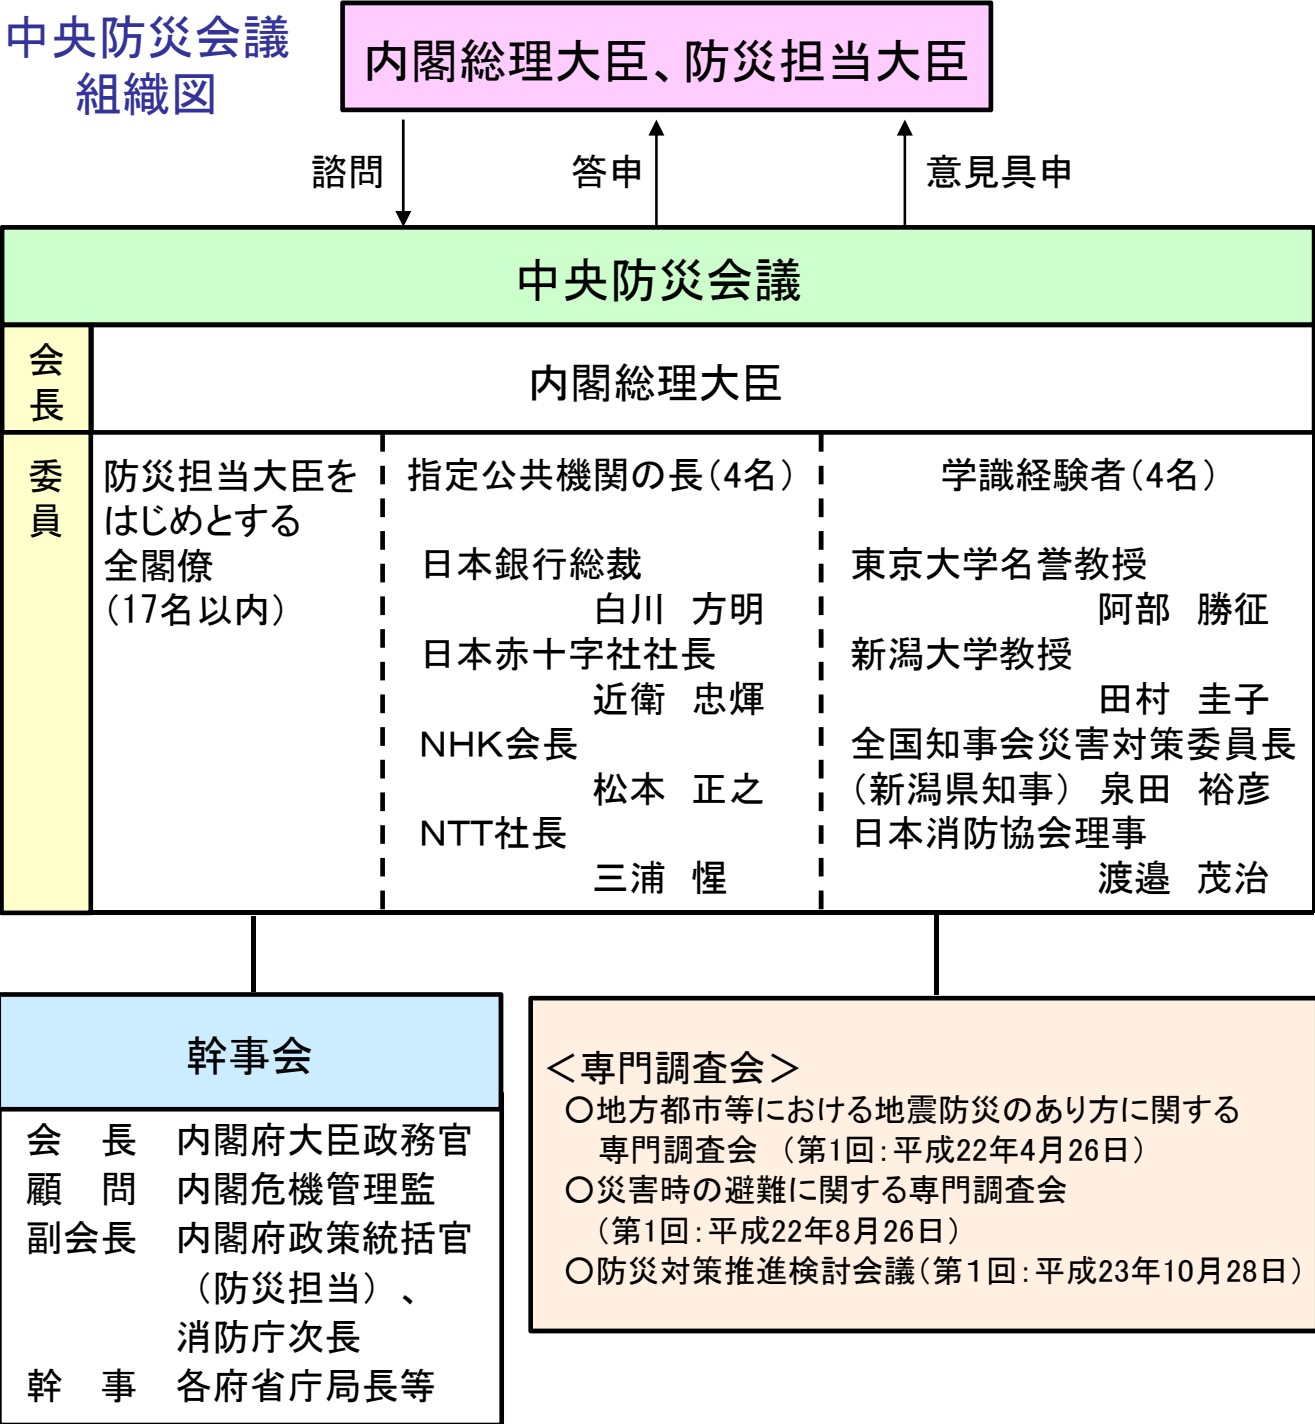 中央防災会議
組織図
内閣総理大臣、防災担当大臣
諮問
答申
意見具申
中央防災会議
会長
内閣総理大臣
委員
防災担当大臣を
はじめとする
全閣僚
（17名以内）
指定公共機関の長（4名）
日本銀行総裁
白川　方明
日本赤十字社社長
近衛　忠煇
ＮＨＫ会長
松本　正之
ＮＴＴ社長
三浦　惺
学識経験者（4名）
東京大学名誉教授
阿部　勝征
新潟大学教授
田村　圭子
全国知事会災害対策委員長
（新潟県知事）　泉田　裕彦
日本消防協会理事
渡邉　茂治
幹事会
会　長　内閣府大臣政務官
顧　問　内閣危機管理監
副会長　内閣府政策統括官
（防災担当）、
消防庁次長
幹　事　各府省庁局長等
＜専門調査会＞
○地方都市等における地震防災のあり方に関する
専門調査会　（第1回：平成22年4月26日）
○災害時の避難に関する専門調査会
（第1回：平成22年8月26日）
○防災対策推進検討会議（第１回：平成23年10月28日）